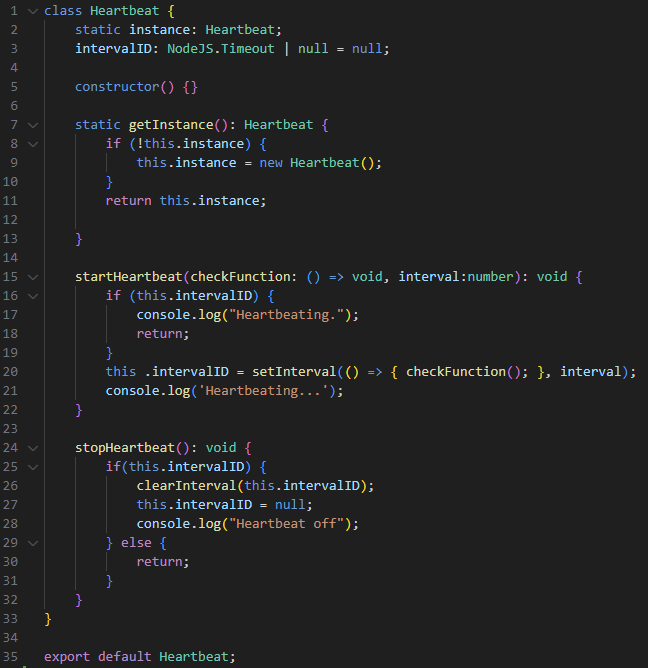 1 class Heartbeat {
2 static instance: Heartbeat;
3 intervalID: NodeJS.Timeout | null = null;
4
5 constructor() {}
6
7 static getInstance(): Heartbeat {
8 if (!this.instance) {
9 this.instance = new Heartbeat();
10 }
11 return this.instance;
12
13 }
14
15 startHeartbeat(checkFunction: () => void, interval:number): void {
16 if (this.intervalID) {
17 console.log("Heartbeating.");
18 return;
19 }
20 this .intervalID = setInterval(() => { checkFunction(); }, interval);
21 console.log('Heartbeating...');
22 }
23
24 stopHeartbeat(): void {
25 if(this.intervalID) {
26 clearInterval(this.intervalID);
27 this.intervalID = null;
28 console.log("Heartbeat off");
29 } else {
30 return;
31 }
32 }
33 }
34
35 export default Heartbeat;